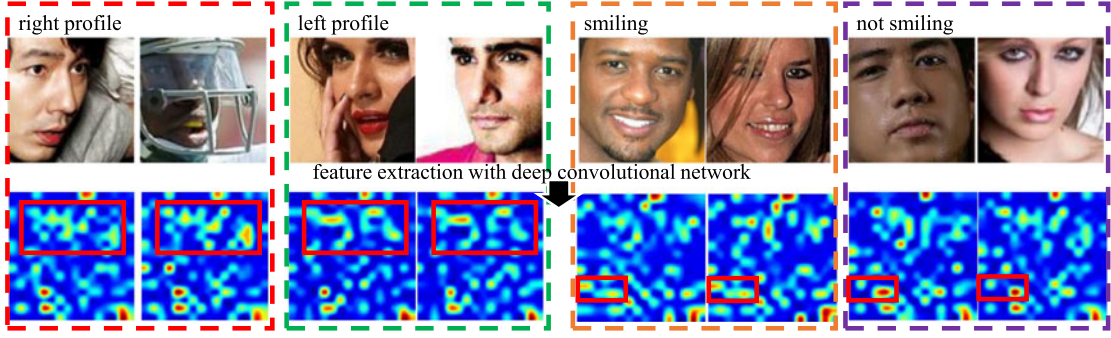 right profile
left profile
smiling
not smiling
feature extraction with deep convolutional network